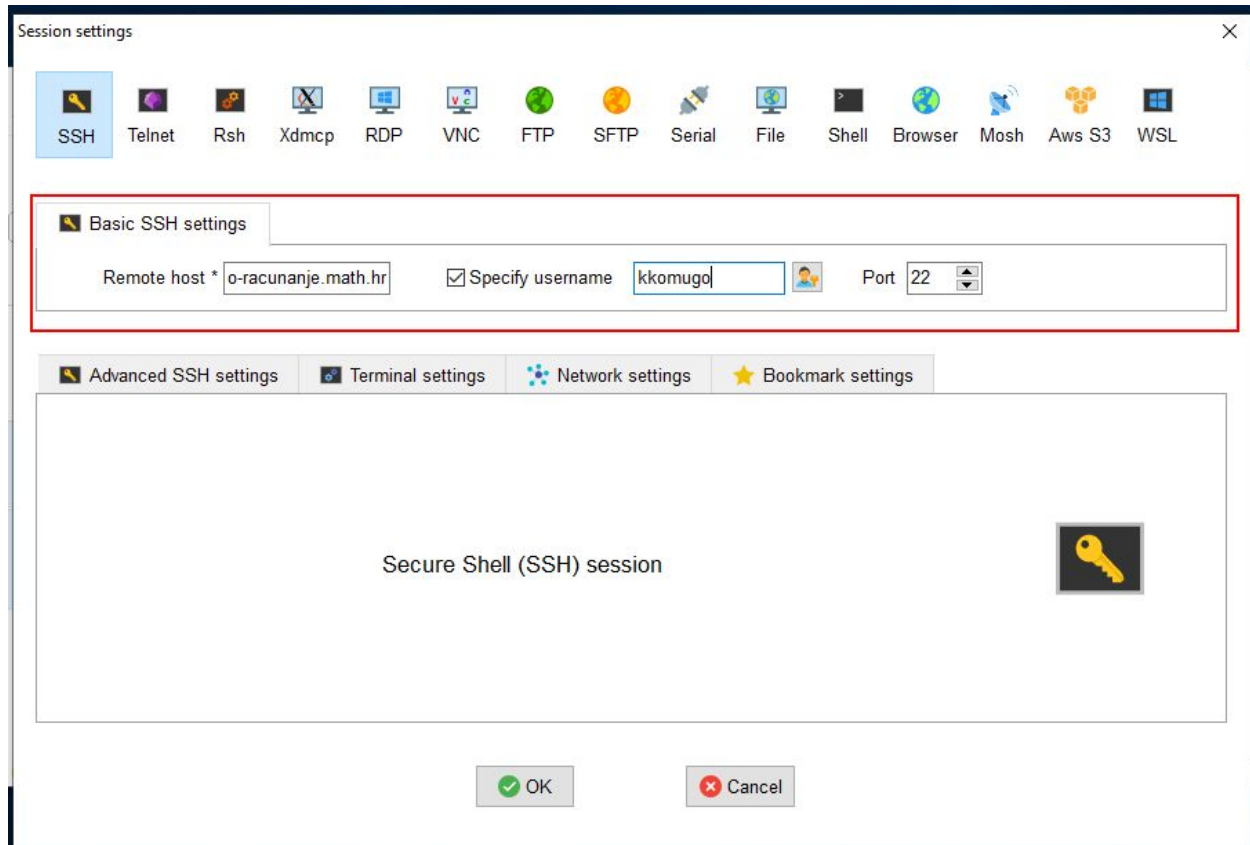 Session settings
SSH Telnet Rsh Xdmcp RDP VNC FTP SFTP Serial File Shell Browser Mosh Aws S3 WSL
Basic SSH settings
Remote host * o-racunanje.math.hr Specify username kkomugo Port 22
Advanced SSH settings Terminal settings Network settings Bookmark settings
Secure Shell (SSH) session
OK Cancel